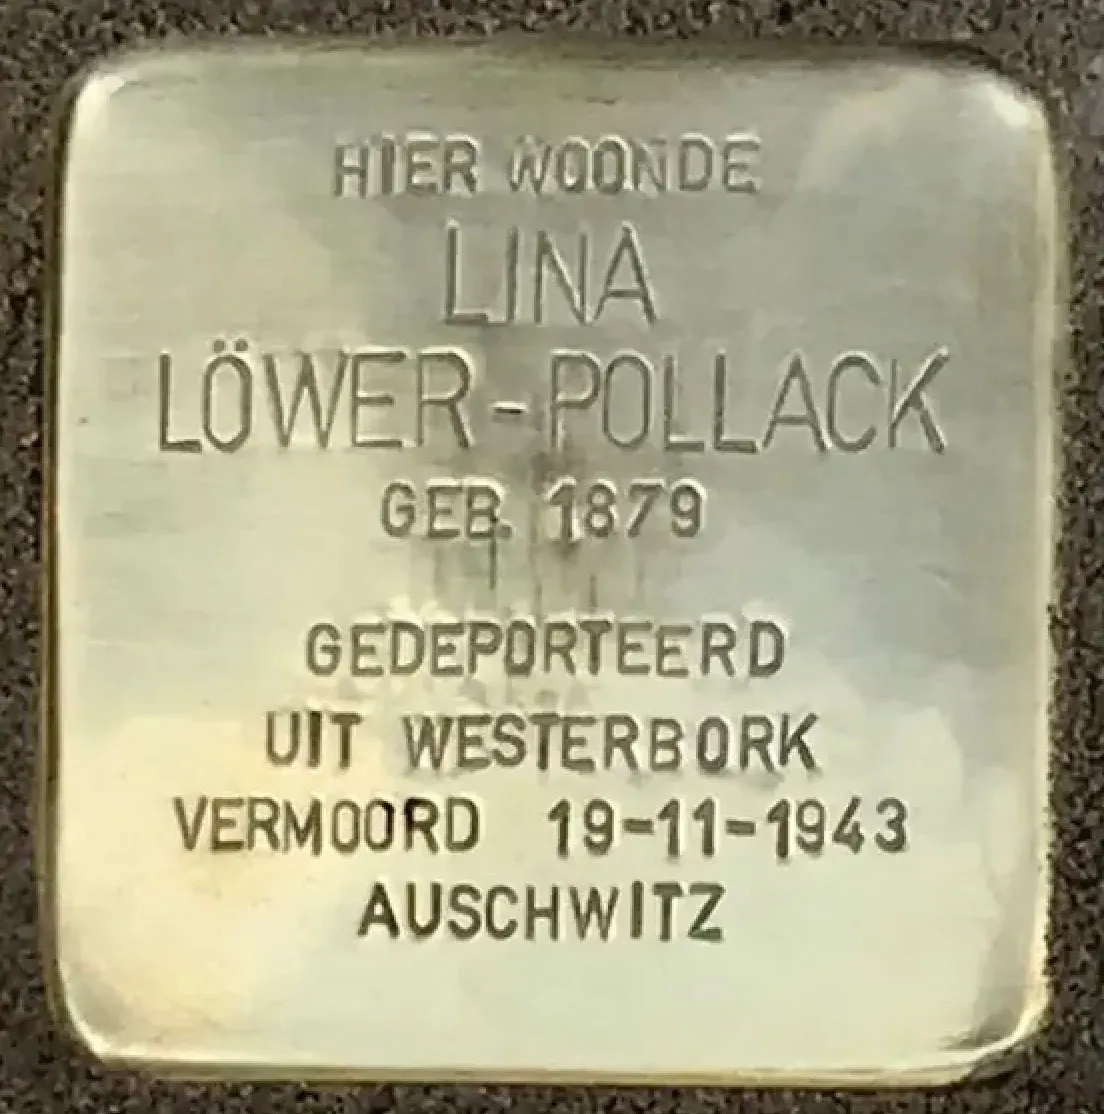 HIER WOONDE
LINA
LÖWER-POLLACK
GEB. 1879
GEDEPORTEERD
UIT WESTERBORK
VERMOORD 19-11-1943
AUSCHWITZ